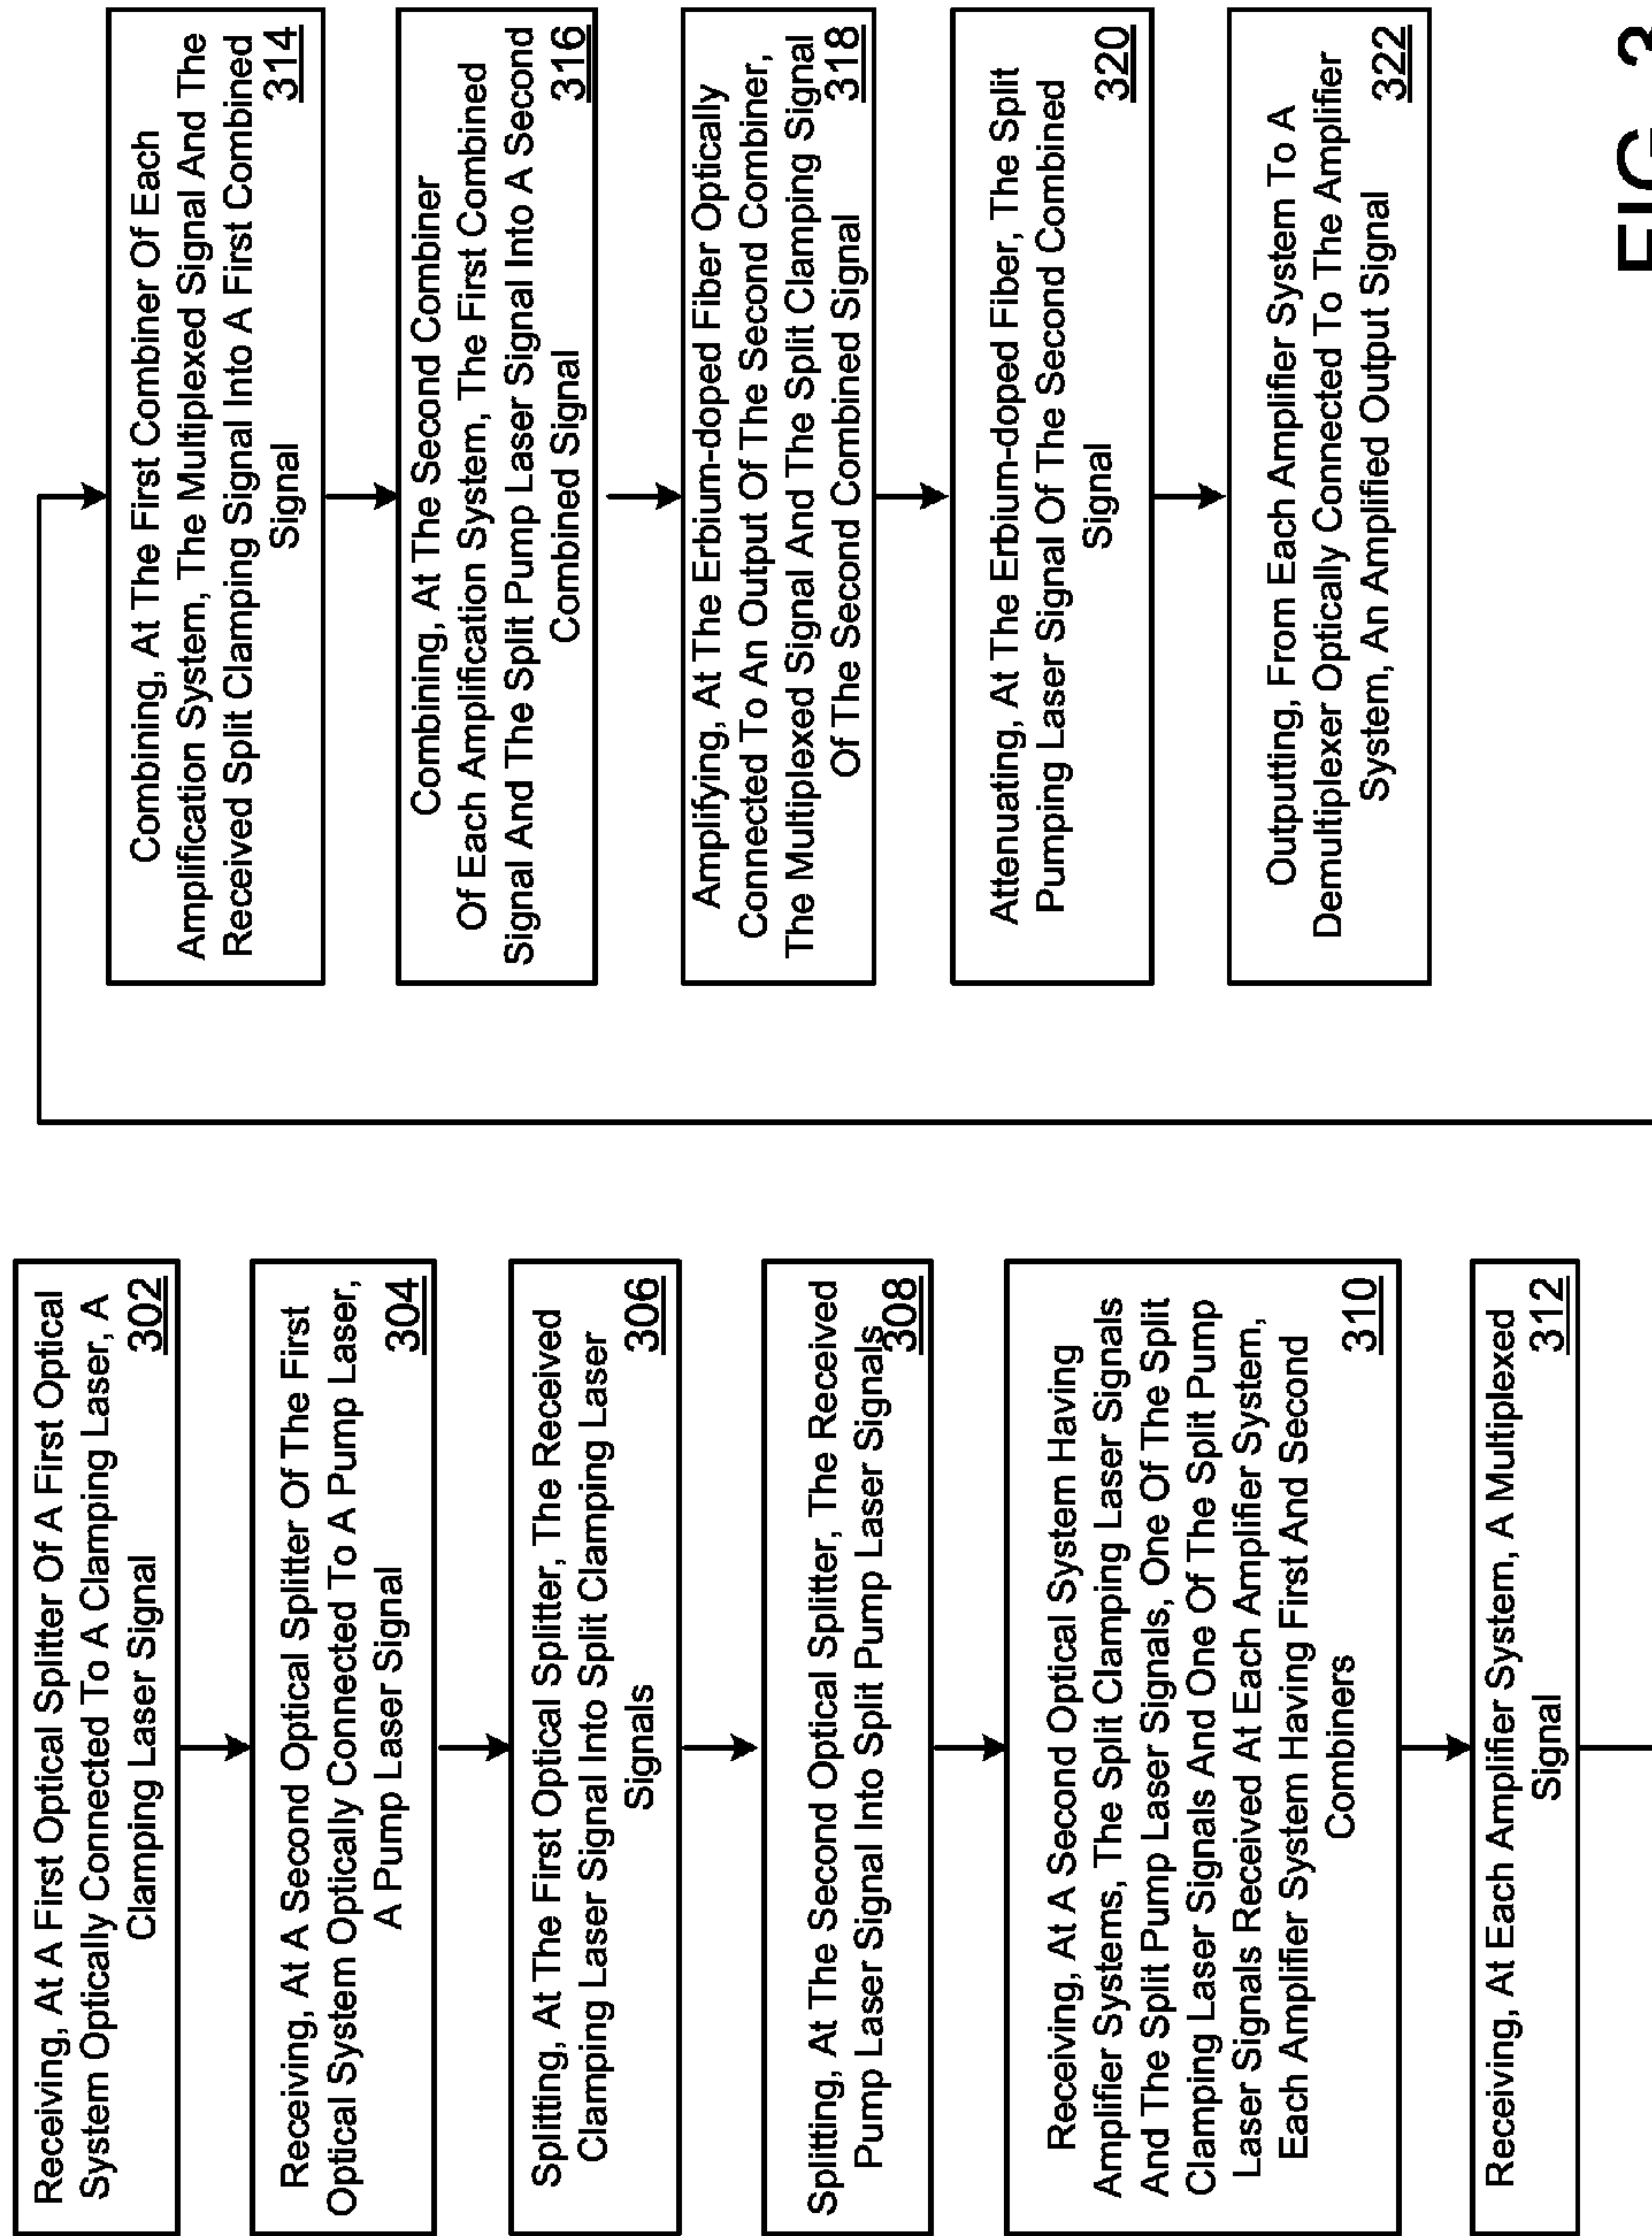 Receiving, At A First Optical Splitter Of A First Optical
System Optically Connected To A Clamping Laser, A
Clamping Laser Signal
302
Receiving, At A Second Optical Splitter Of The First
Optical System Optically Connected To A Pump Laser,
A Pump Laser Signal
304
Splitting, At The First Optical Splitter, The Received
Clamping Laser Signal Into Split Clamping Laser
Signals
306
Splitting, At The Second Optical Splitter, The Received
Pump Laser Signal Into Split Pump Laser Signals
308
Receiving, At A Second Optical System Having
Amplifier Systems, The Split Clamping Laser Signals
And The Split Pump Laser Signals, One Of The Split
Clamping Laser Signals And One Of The Split Pump
Laser Signals Received At Each Amplifier System,
Each Amplifier System Having First And Second
Combiners
310
Receiving, At Each Amplifier System, A Multiplexed
Signal
312
Combining, At The First Combiner Of Each
Amplification System, The Multiplexed Signal And The
Received Split Clamping Signal Into A First Combined
Signal
314
Combining, At The Second Combiner
Of Each Amplification System, The First Combined
Signal And The Split Pump Laser Signal Into A Second
Combined Signal
316
Amplifying, At The Erbium-doped Fiber Optically
Connected To An Output Of The Second Combiner,
The Multiplexed Signal And The Split Clamping Signal
Of The Second Combined Signal
318
Attenuating, At The Erbium-doped Fiber, The Split
Pumping Laser Signal Of The Second Combined
Signal
320
Outputting, From Each Amplifier System To A
Demultiplexer Optically Connected To The Amplifier
System, An Amplified Output Signal
322
FIG. 3